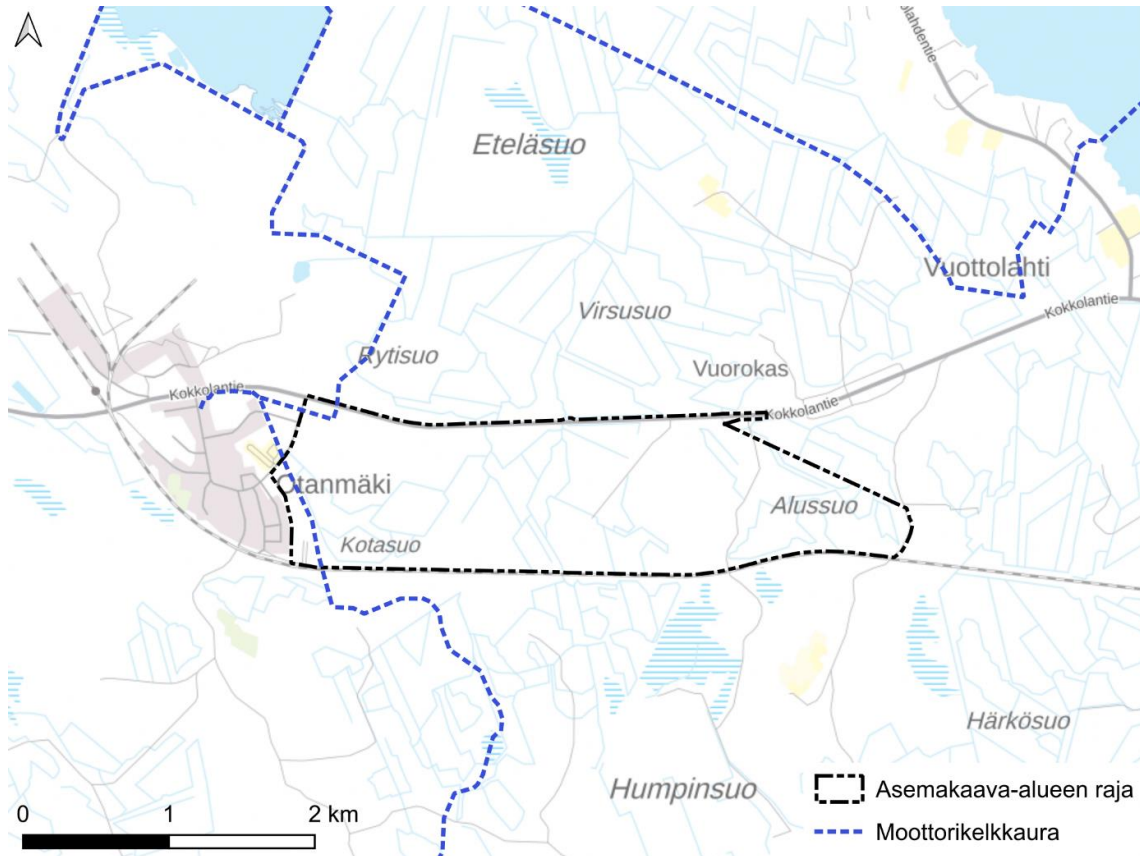 olahdentie
Eteläsuo
Vuottolahti
Kokkolantie
Virsusuo
Rytisuo
Vuorokas
Kokkolantie
Kokkolantie
Otanmäki
Alussuo
Kotasuo
Härkösuo
Humpinsuo
Asemakaava-alueen raja
Moottorikelkkaura
0 1 2 km